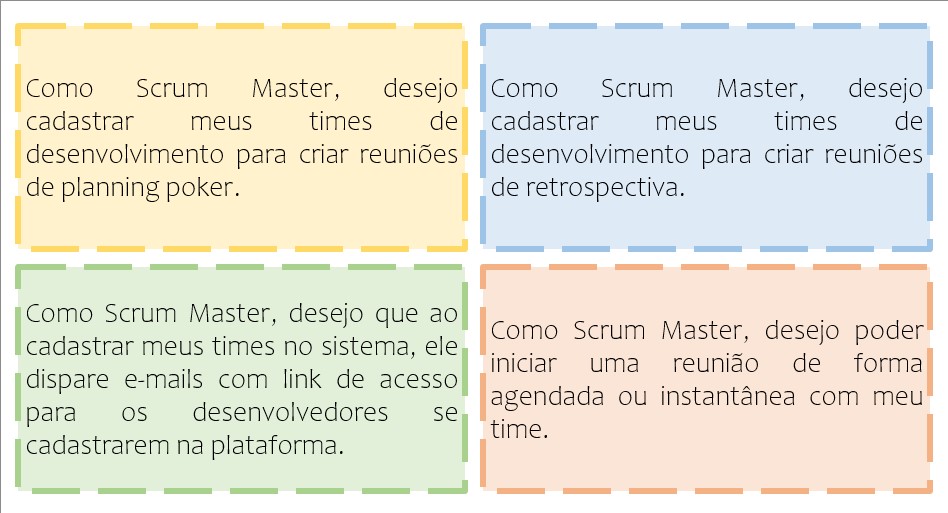 Como Scrum Master, desejo
cadastrar meus times de
desenvolvimento para criar reuniões
de planning poker.
Como Scrum Master, desejo
cadastrar meus times de
desenvolvimento para criar reuniões
de retrospectiva.
Como Scrum Master, desejo que ao
cadastrar meus times no sistema, ele
dispare e-mails com link de acesso
para os desenvolvedores se
cadastrarem na plataforma.
Como Scrum Master, desejo poder
iniciar uma reunião de forma
agendada ou instantânea com meu
time.